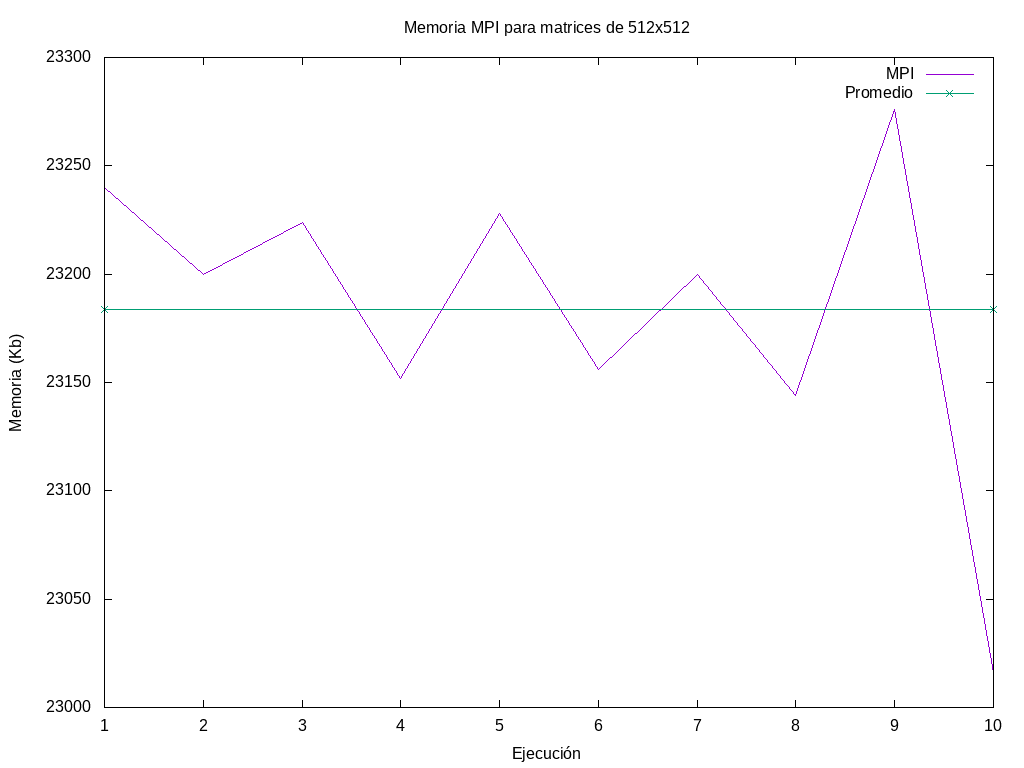 Memoria MPI para matrices de 512x512
23300
23250
23200
23150
23100
23050
23000
MPI
Promedio
Memoria (Kb)
1 2 3 4 5 6 7 8 9 10
Ejecución